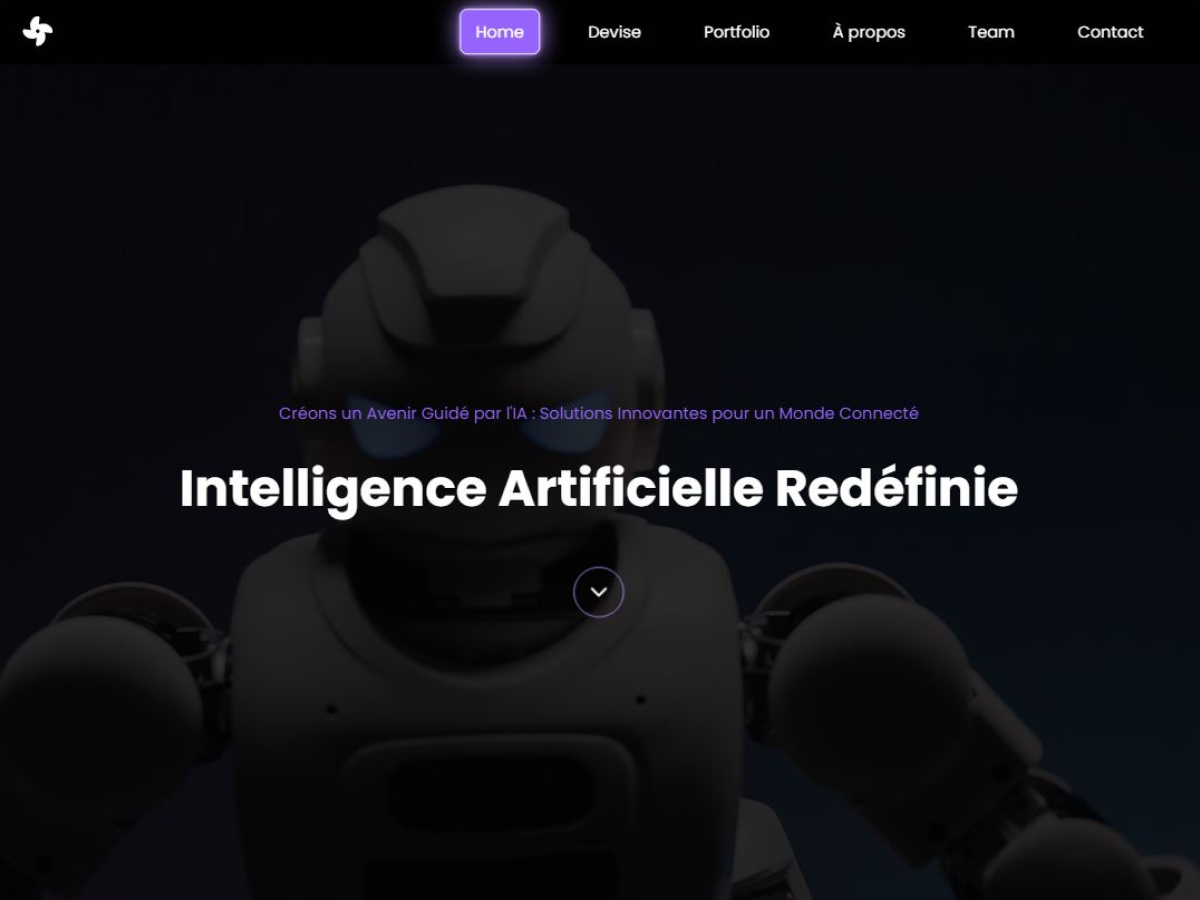 Home Devise Portfolio À propos Team Contact
Créons un Avenir Guidé par l'IA : Solutions Innovantes pour un Monde Connecté
Intelligence Artificielle Redéfinie